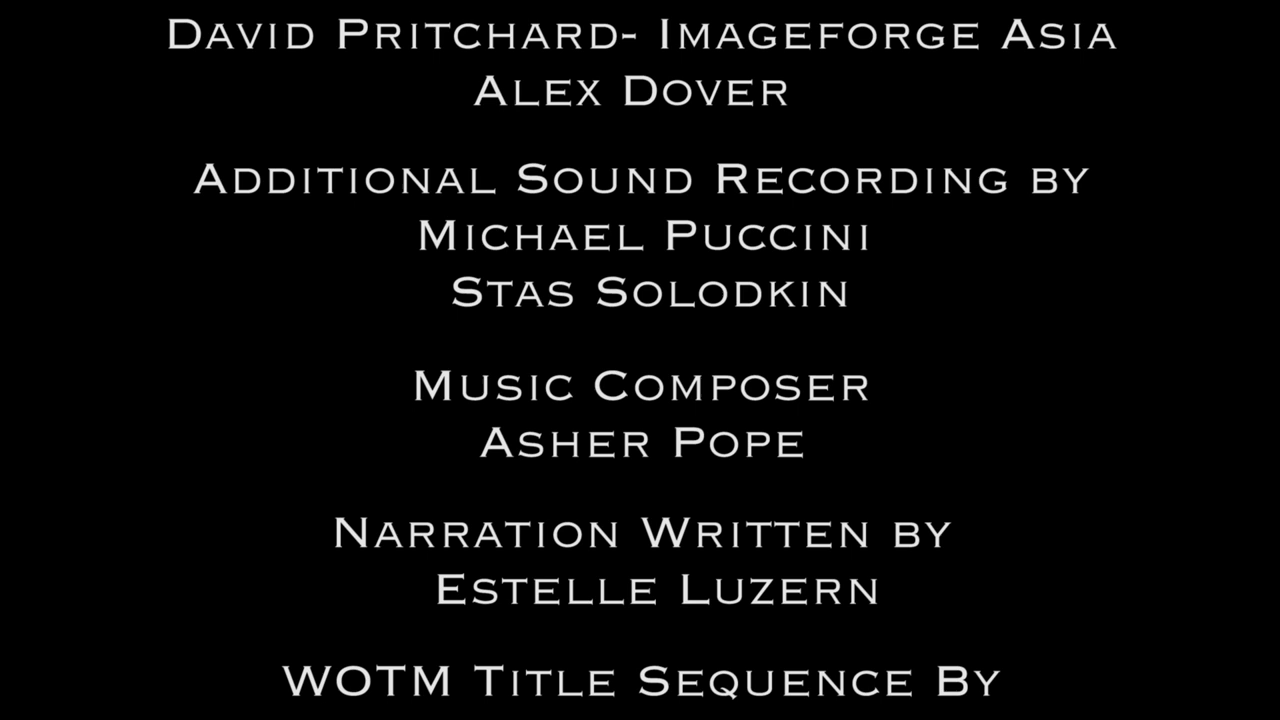 David Pritchard- Imageforge Asia
Alex Dover
Additional Sound Recording by
Michael Puccini
Stas Solodkin
Music Composer
Asher Pope
Narration Written by
Estelle Luzern
WOTM Title Sequence By